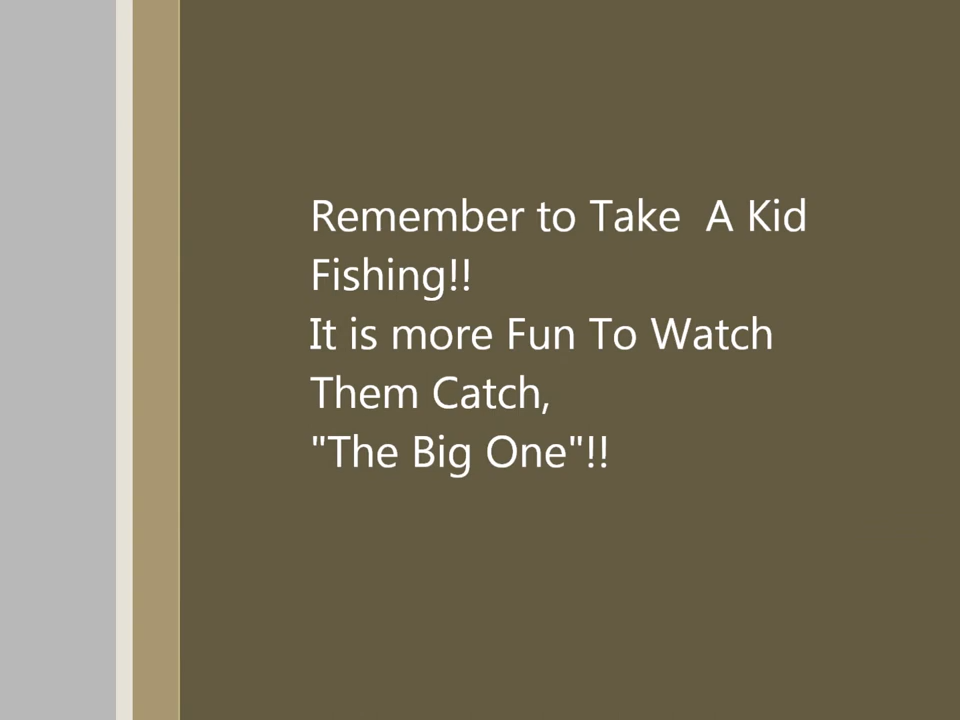 Remember to Take  A Kid
Fishing!!
It is more Fun To Watch
Them Catch,
"The Big One"!!